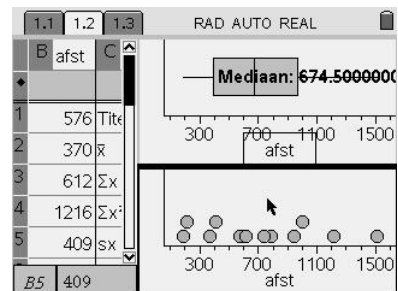 1.1 1.2 1.3 RAD AUTO REAL
B afst C
1 576 Tite
2 370 x̄
3 612 Σx
4 1216 Σx²
5 409 sx
B5 409
Mediaan: 674.5000000
300 700 1100 1500
afst
300 700 1100 1500
afst